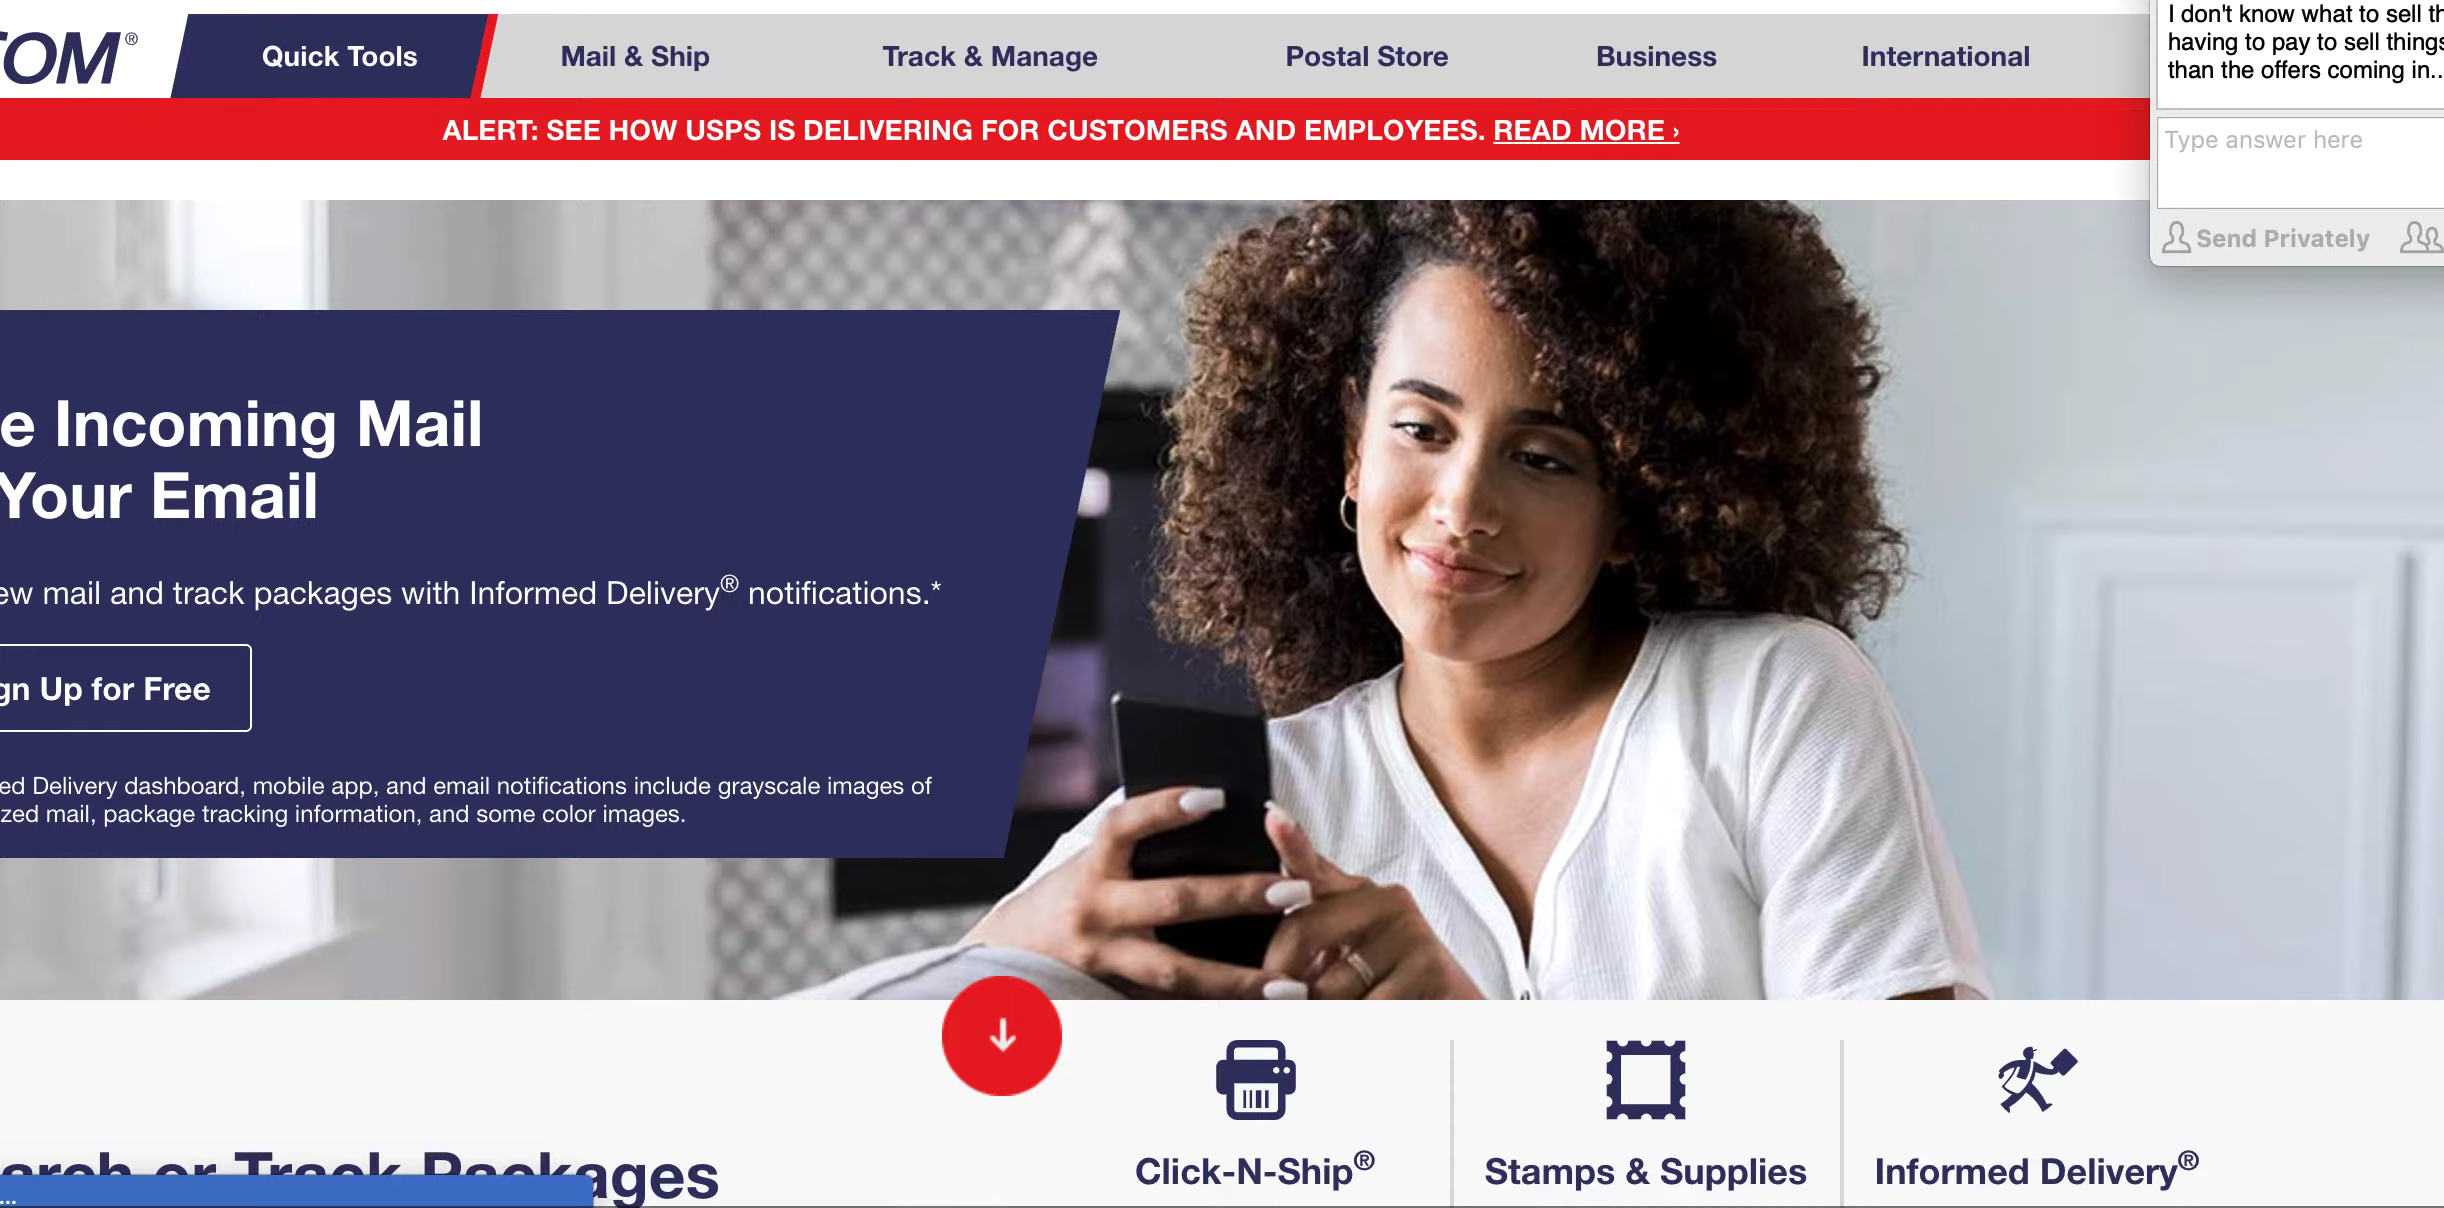 OM®
Quick Tools
Mail & Ship
Track & Manage
Postal Store
Business
International
ALERT: SEE HOW USPS IS DELIVERING FOR CUSTOMERS AND EMPLOYEES. READ MORE ›
I don't know what to sell th
having to pay to sell things
than the offers coming in..
Type answer here
Send Privately
e Incoming Mail
Your Email
ew mail and track packages with Informed Delivery® notifications.*
gn Up for Free
ed Delivery dashboard, mobile app, and email notifications include grayscale images of
zed mail, package tracking information, and some color images.
arch or Track Packages
...
Click-N-Ship®
Stamps & Supplies
Informed Delivery®